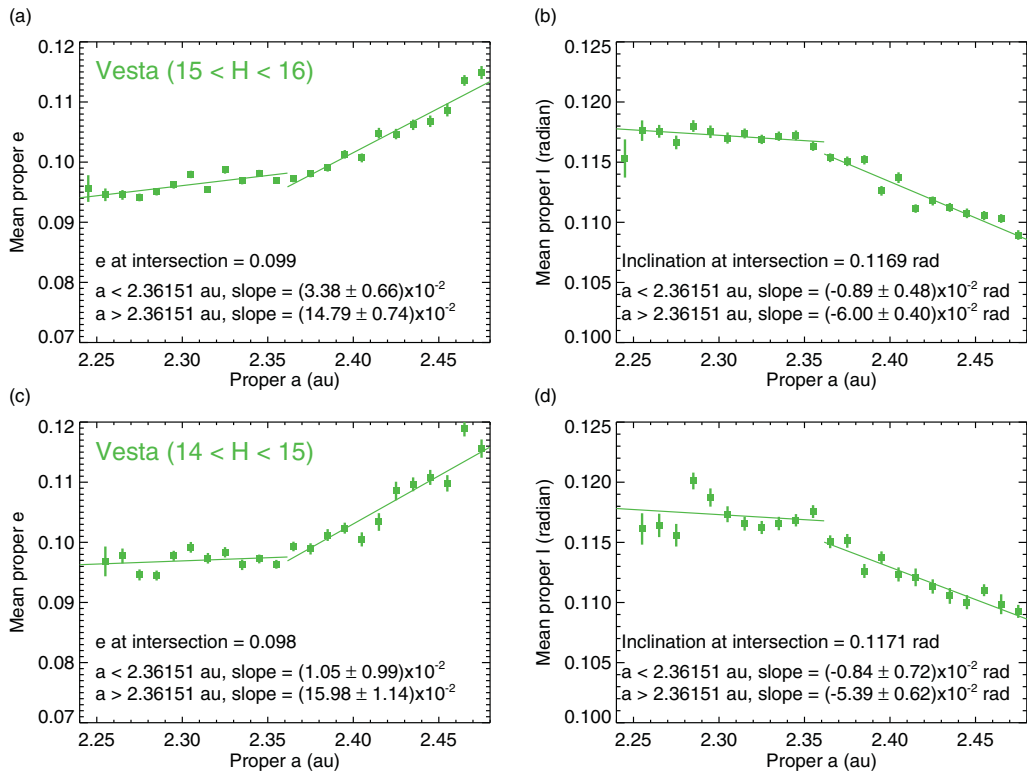 (a)
0.12
0.11
0.10
0.09
0.08
0.07
Mean proper e
Vesta (15 < H < 16)
e at intersection = 0.099
a < 2.36151 au, slope = (3.38 ± 0.66)x10⁻²
a > 2.36151 au, slope = (14.79 ± 0.74)x10⁻²
2.25 2.30 2.35 2.40 2.45
Proper a (au)
(b)
0.125
0.120
0.115
0.110
0.105
0.100
Mean proper I (radian)
Inclination at intersection = 0.1169 rad
a < 2.36151 au, slope = (-0.89 ± 0.48)x10⁻² rad
a > 2.36151 au, slope = (-6.00 ± 0.40)x10⁻² rad
2.25 2.30 2.35 2.40 2.45
Proper a (au)
(c)
0.12
0.11
0.10
0.09
0.08
0.07
Mean proper e
Vesta (14 < H < 15)
e at intersection = 0.098
a < 2.36151 au, slope = (1.05 ± 0.99)x10⁻²
a > 2.36151 au, slope = (15.98 ± 1.14)x10⁻²
2.25 2.30 2.35 2.40 2.45
Proper a (au)
(d)
0.125
0.120
0.115
0.110
0.105
0.100
Mean proper I (radian)
Inclination at intersection = 0.1171 rad
a < 2.36151 au, slope = (-0.84 ± 0.72)x10⁻² rad
a > 2.36151 au, slope = (-5.39 ± 0.62)x10⁻² rad
2.25 2.30 2.35 2.40 2.45
Proper a (au)